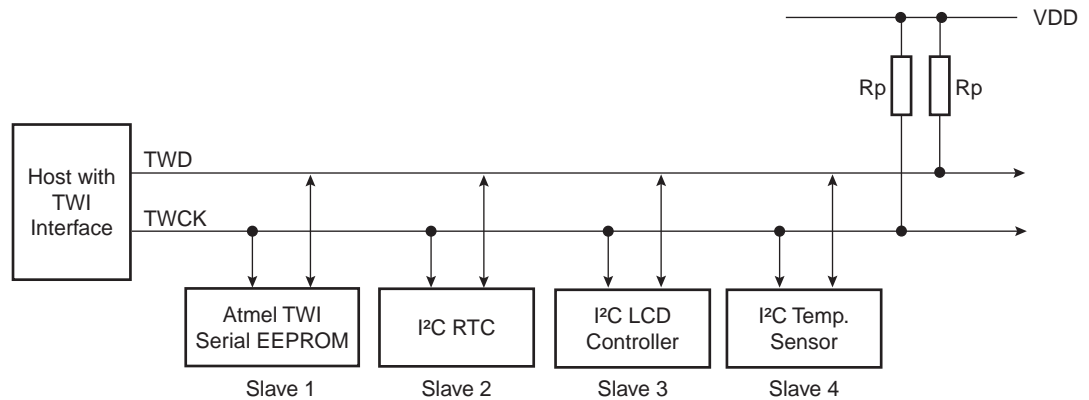 VDD
Rp
Rp
Host with
TWI
Interface
TWD
TWCK
Atmel TWI
Serial EEPROM
I²C RTC
I²C LCD
Controller
I²C Temp.
Sensor
Slave 1
Slave 2
Slave 3
Slave 4